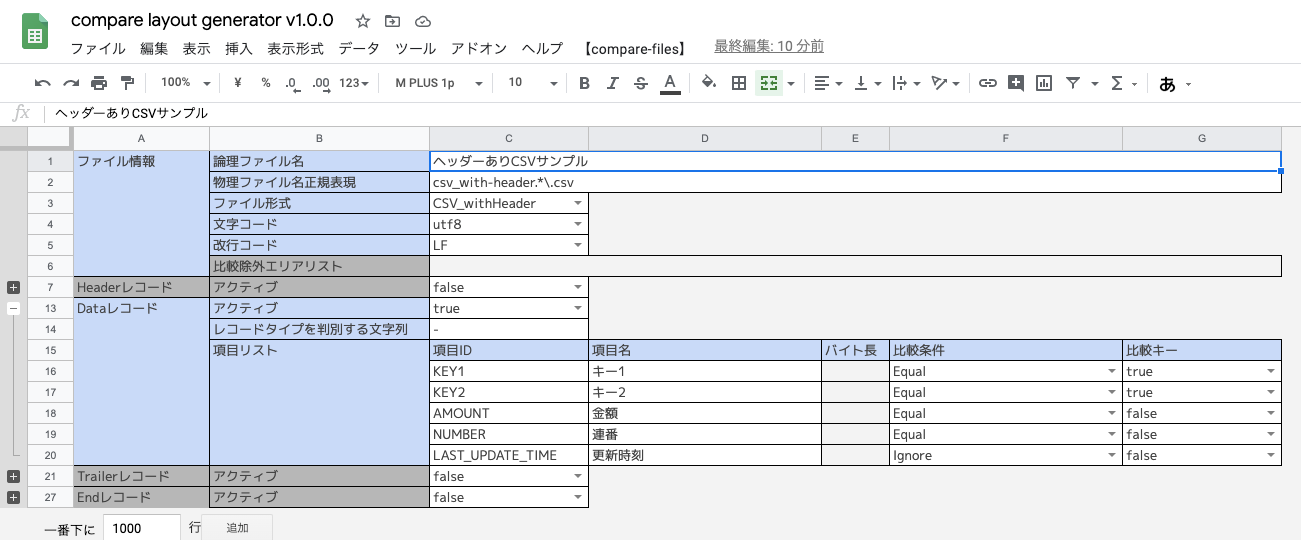 compare layout generator v1.0.0
ファイル 編集 表示 挿入 表示形式 データ ツール アドオン ヘルプ 【compare-files】 最終編集: 10 分前
100% ¥ % .0 .00 123 M PLUS 1p 10 B I S A Σ あ
fx ヘッダーありCSVサンプル
A B C D E F G
1 ファイル情報 論理ファイル名 ヘッダーありCSVサンプル
2 物理ファイル名正規表現 csv_with-header.*\.csv
3 ファイル形式 CSV_withHeader
4 文字コード utf8
5 改行コード LF
6 比較除外エリアリスト
7 Headerレコード アクティブ false
13 Dataレコード アクティブ true
14 レコードタイプを判別する文字列 -
15 項目リスト 項目ID 項目名 バイト長 比較条件 比較キー
16 KEY1 キー1 Equal true
17 KEY2 キー2 Equal true
18 AMOUNT 金額 Equal false
19 NUMBER 連番 Equal false
20 LAST_UPDATE_TIME 更新時刻 Ignore false
21 Trailerレコード アクティブ false
27 Endレコード アクティブ false
一番下に 1000 行 追加